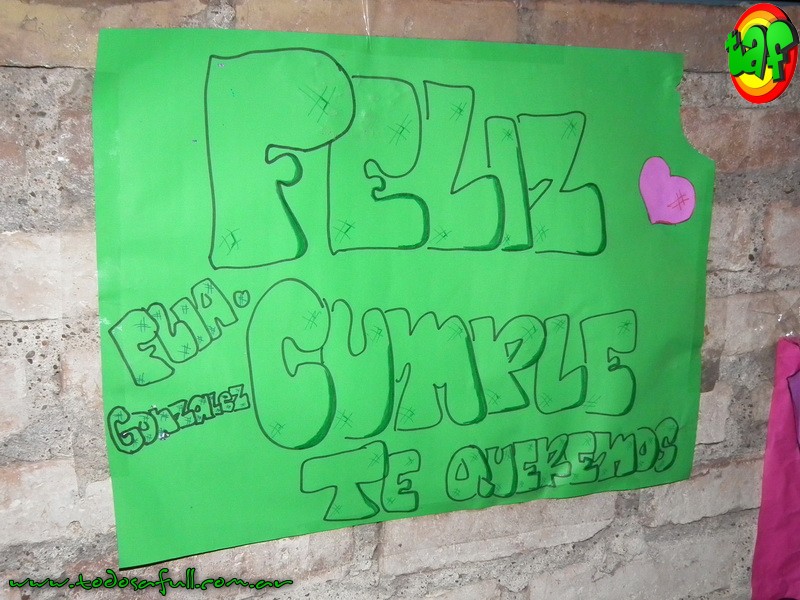 taf
FELIZ
CUMPLE
FLIA.
GONZALEZ
TE QUEREMOS
www.todosafull.com.ar